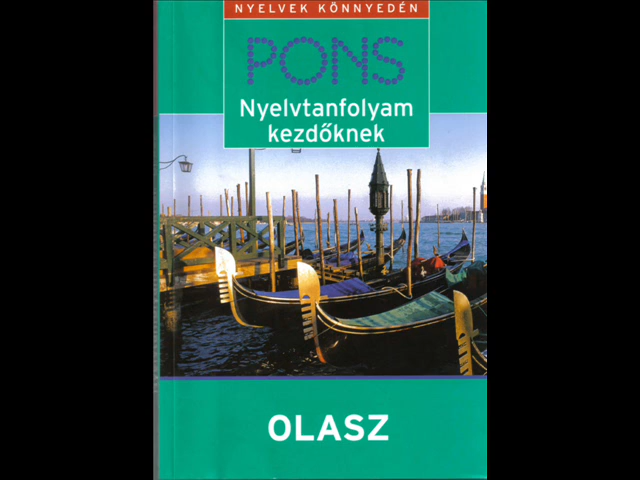 NYELVEK KÖNNYEDÉN
PONS
Nyelvtanfolyam
kezdőknek
OLASZ